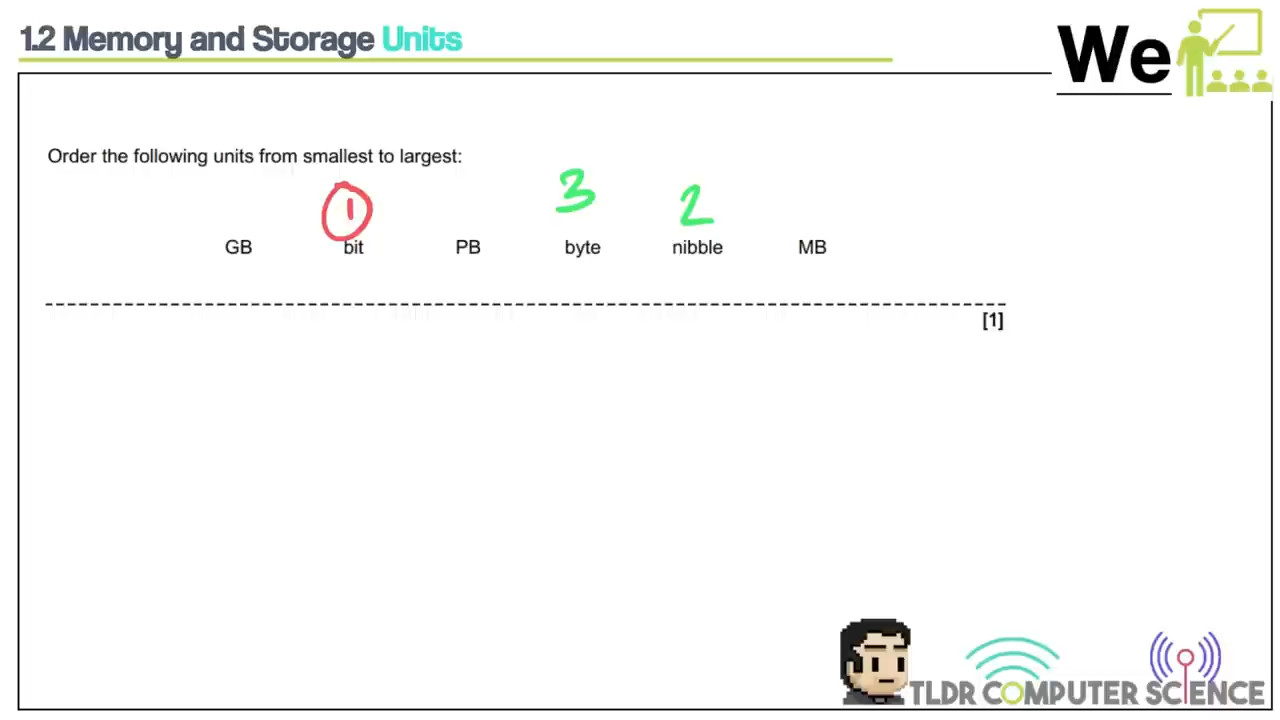 1.2 Memory and Storage Units
We
Order the following units from smallest to largest:
1 3 2
GB bit PB byte nibble MB
[1]
TLDR COMPUTER SCIENCE